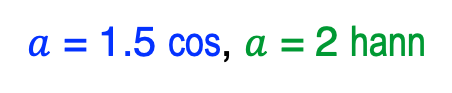 a = 1.5 cos, a = 2 hann